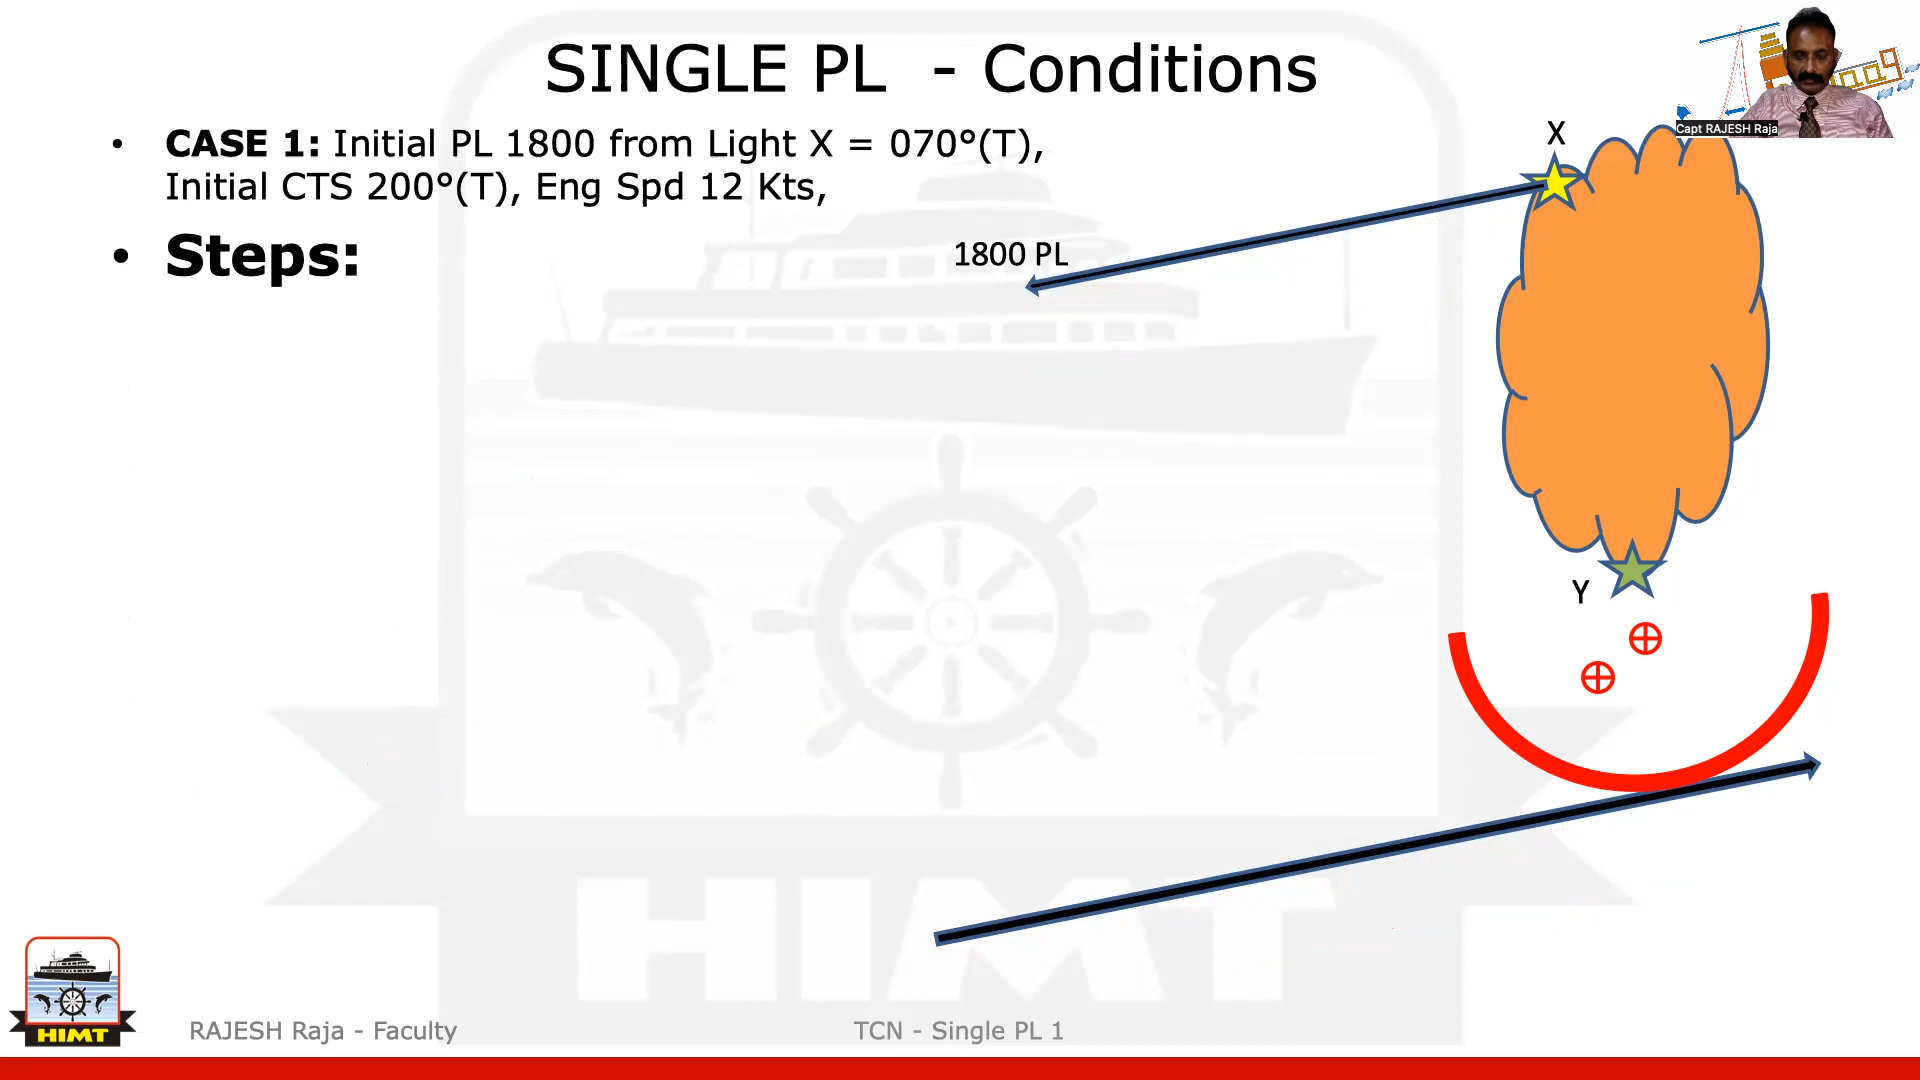 SINGLE PL - Conditions
• CASE 1: Initial PL 1800 from Light X = 070°(T),
Initial CTS 200°(T), Eng Spd 12 Kts,
• Steps:
Capt RAJESH Raja
X
1800 PL
Y
HIMT
HIMT
RAJESH Raja - Faculty
TCN - Single PL 1